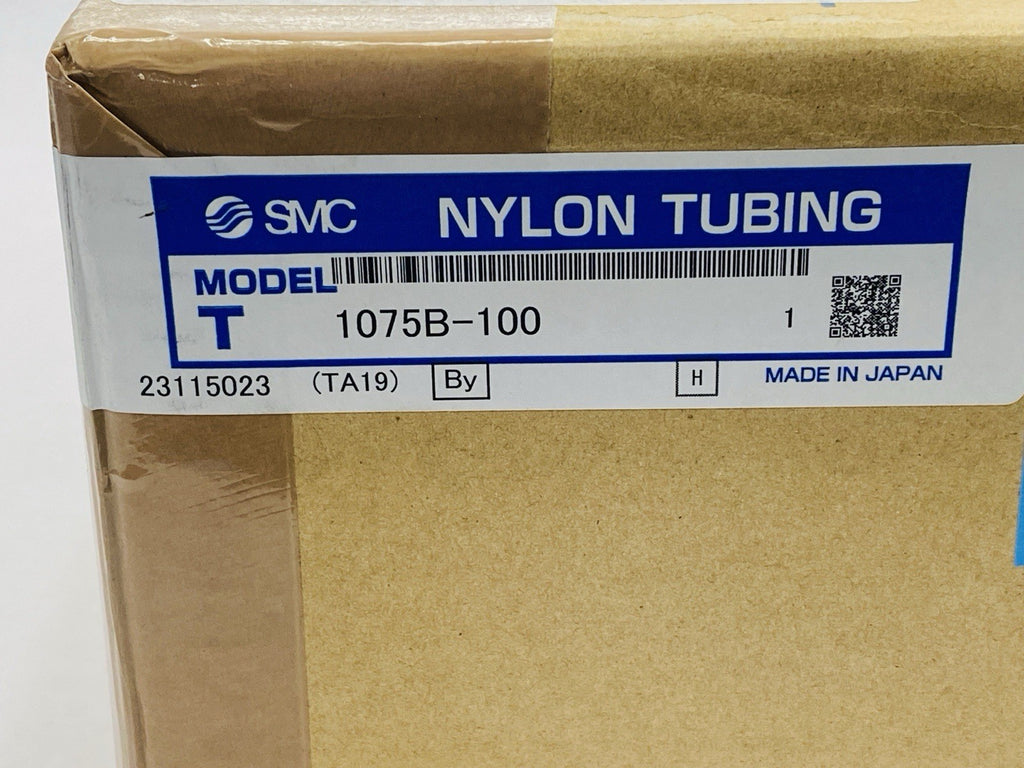 SMC NYLON TUBING
MODEL
T 1075B-100 1
23115023 (TA19) By H MADE IN JAPAN